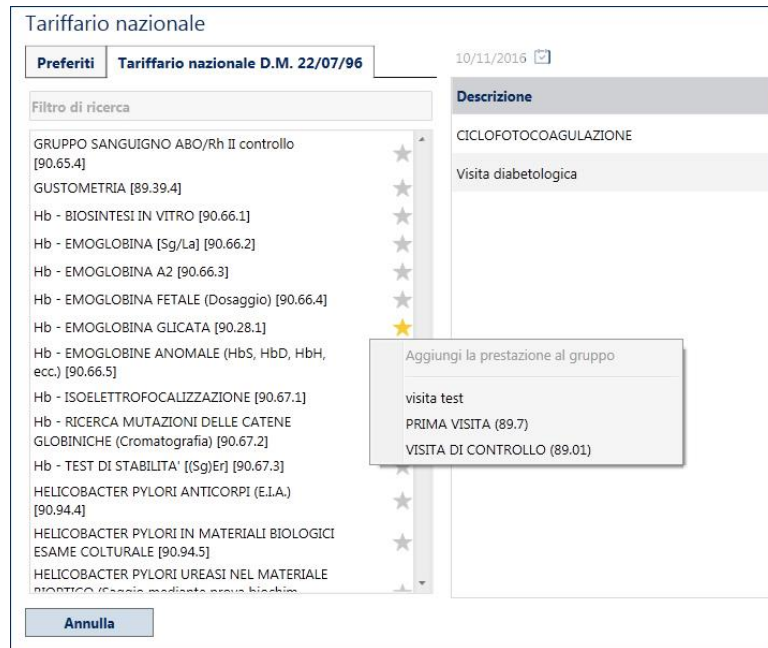 Tariffario nazionale
Preferiti
Tariffario nazionale D.M. 22/07/96
Filtro di ricerca
GRUPPO SANGUIGNO ABO/Rh II controllo
[90.65.4]
GUSTOMETRIA [89.39.4]
Hb - BIOSINTESI IN VITRO [90.66.1]
Hb - EMOGLOBINA [Sg/La] [90.66.2]
Hb - EMOGLOBINA A2 [90.66.3]
Hb - EMOGLOBINA FETALE (Dosaggio) [90.66.4]
Hb - EMOGLOBINA GLICATA [90.28.1]
Hb - EMOGLOBINE ANOMALE (HbS, HbD, HbH,
ecc.) [90.66.5]
Hb - ISOELETTROFOCALIZZAZIONE [90.67.1]
Hb - RICERCA MUTAZIONI DELLE CATENE
GLOBINICHE (Cromatografia) [90.67.2]
Hb - TEST DI STABILITA' [(Sg)Er] [90.67.3]
HELICOBACTER PYLORI ANTICORPI (E.I.A.)
[90.94.4]
HELICOBACTER PYLORI IN MATERIALI BIOLOGICI
ESAME COLTURALE [90.94.5]
HELICOBACTER PYLORI UREASI NEL MATERIALE
BIOPTICO (Saggio mediante prova biochim
Annulla
10/11/2016
Descrizione
CICLOFOTOCOAGULAZIONE
Visita diabetologica
Aggiungi la prestazione al gruppo
visita test
PRIMA VISITA (89.7)
VISITA DI CONTROLLO (89.01)